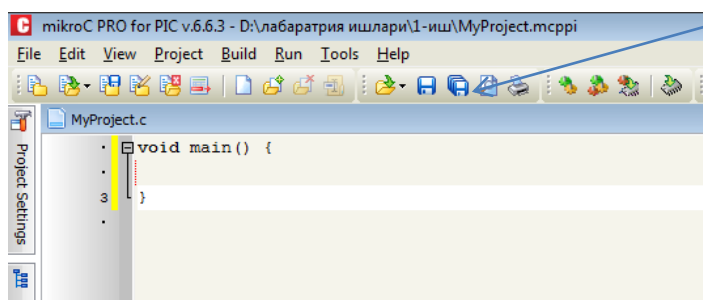 mikroC PRO for PIC v.6.6.3 - D:\лабаратрия ишлари\1-иш\MyProject.mcppi
File Edit View Project Build Run Tools Help
MyProject.c
void main() {
3 }
Project Settings